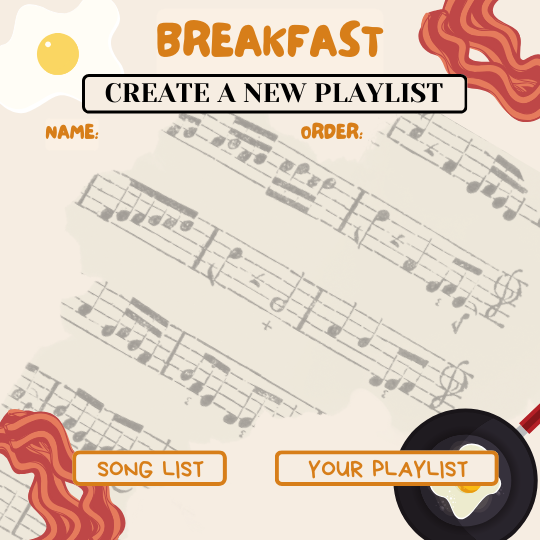 BREAKFAST
CREATE A NEW PLAYLIST
NAME: ORDER:
SONG LIST YOUR PLAYLIST